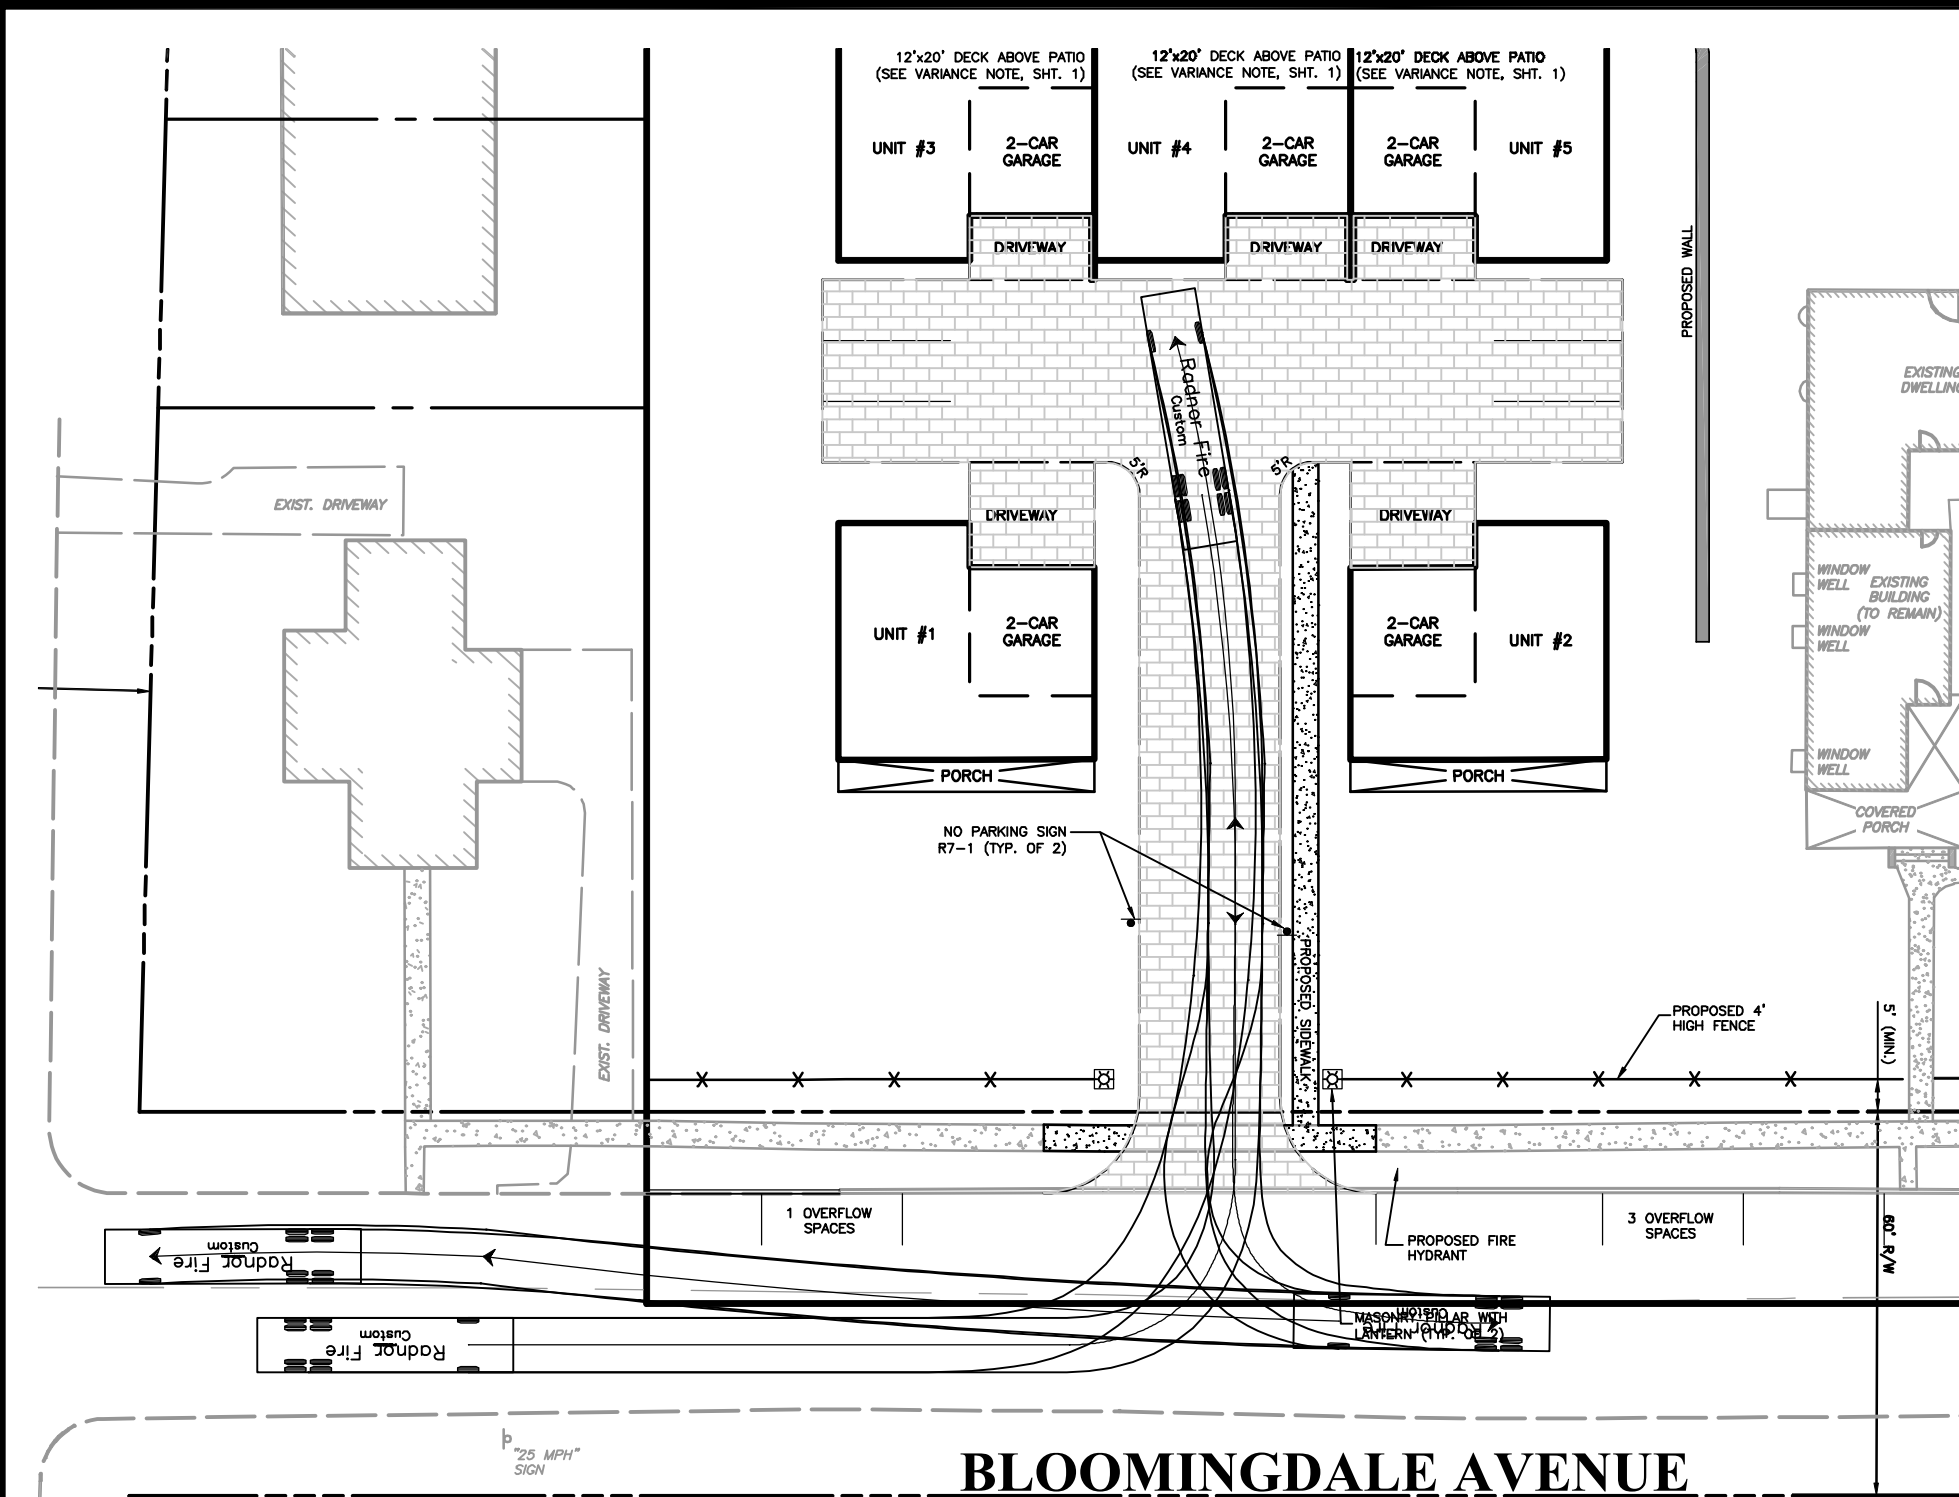 12'x20' DECK ABOVE PATIO
(SEE VARIANCE NOTE, SHT. 1)
12'x20' DECK ABOVE PATIO
(SEE VARIANCE NOTE, SHT. 1)
12'x20' DECK ABOVE PATIO
(SEE VARIANCE NOTE, SHT. 1)
UNIT #3
2-CAR
GARAGE
UNIT #4
2-CAR
GARAGE
2-CAR
GARAGE
UNIT #5
DRIVEWAY
DRIVEWAY
DRIVEWAY
PROPOSED WALL
Radnor Fire
Custom
EXISTING
DWELLING
5'R
5'R
EXIST. DRIVEWAY
DRIVEWAY
DRIVEWAY
UNIT #1
2-CAR
GARAGE
2-CAR
GARAGE
UNIT #2
WINDOW
WELL
EXISTING
BUILDING
(TO REMAIN)
WINDOW
WELL
WINDOW
WELL
PORCH
PORCH
COVERED
PORCH
NO PARKING SIGN
R7-1 (TYP. OF 2)
EXIST. DRIVEWAY
PROPOSED SIDEWALK
PROPOSED 4'
HIGH FENCE
5' (MIN.)
1 OVERFLOW
SPACES
3 OVERFLOW
SPACES
PROPOSED FIRE
HYDRANT
60' R/W
Custom
Radnor Fire
Custom
Radnor Fire
MASONRY PILLAR WITH
LANTERN (TYP. OF 2)
Custom
Radnor Fire
"25 MPH"
SIGN
BLOOMINGDALE AVENUE